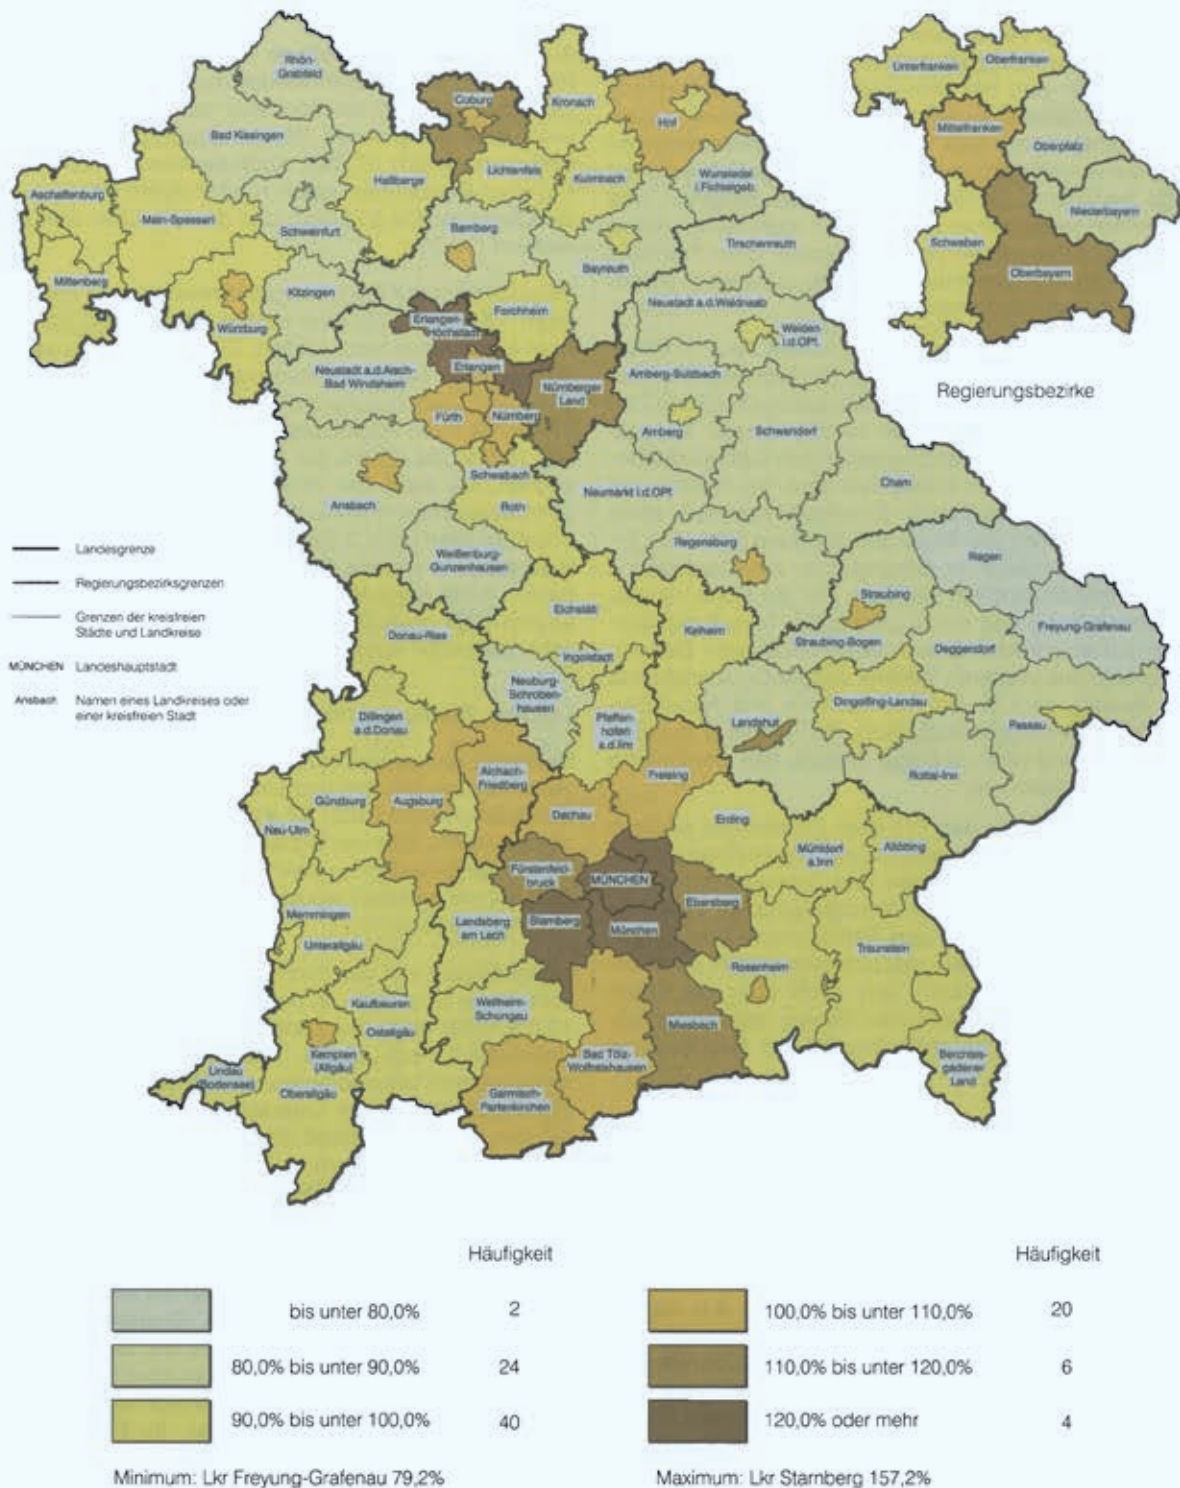 Rhön-
Grabfeld
Bad Kissingen
Coburg
Kronach
Hof
Unterfranken
Oberfranken
Mittelfranken
Oberpfalz
Niederbayern
Schwaben
Oberbayern
Regierungsbezirke
Aschaffenburg
Main-Spessart
Haßberge
Lichtenfels
Kulmbach
Wunsiedel
i.Fichtelgeb.
Schweinfurt
Bamberg
Bayreuth
Tirschenreuth
Miltenberg
Würzburg
Kitzingen
Erlangen-
Höchstadt
Forchheim
Neustadt a.d.Waldnaab
Weiden
i.d.OPf.
Neustadt a.d.Aisch-
Bad Windsheim
Erlangen
Nürnberger
Land
Amberg-Sulzbach
Fürth
Nürnberg
Amberg
Schwandorf
Schwabach
Ansbach
Roth
Neumarkt i.d.OPf.
Cham
Weißenburg-
Gunzenhausen
Regensburg
Regen
Landesgrenze
Regierungsbezirksgrenzen
Grenzen der kreisfreien
Städte und Landkreise
MÜNCHEN Landeshauptstadt
Ansbach Namen eines Landkreises oder
einer kreisfreien Stadt
Donau-Ries
Eichstätt
Kelheim
Straubing
Straubing-Bogen
Freyung-Grafenau
Deggendorf
Ingolstadt
Neuburg-
Schroben-
hausen
Pfaffen-
hofen
a.d.Ilm
Landshut
Dingolfing-Landau
Passau
Dillingen
a.d.Donau
Rottal-Inn
Aichach-
Friedberg
Freising
Günzburg
Augsburg
Dachau
Erding
Neu-Ulm
Mühldorf
a.Inn
Altötting
Fürstenfeld-
bruck
MÜNCHEN
Ebersberg
Memmingen
Unterallgäu
Landsberg
am Lech
Starnberg
München
Traunstein
Rosenheim
Kaufbeuren
Ostallgäu
Weilheim-
Schongau
Miesbach
Kempten
(Allgäu)
Lindau
(Bodensee)
Oberallgäu
Bad Tölz-
Wolfratshausen
Garmisch-
Partenkirchen
Berchtes-
gadener
Land
Häufigkeit Häufigkeit
bis unter 80,0% 2 100,0% bis unter 110,0% 20
80,0% bis unter 90,0% 24 110,0% bis unter 120,0% 6
90,0% bis unter 100,0% 40 120,0% oder mehr 4
Minimum: Lkr Freyung-Grafenau 79,2% Maximum: Lkr Starnberg 157,2%